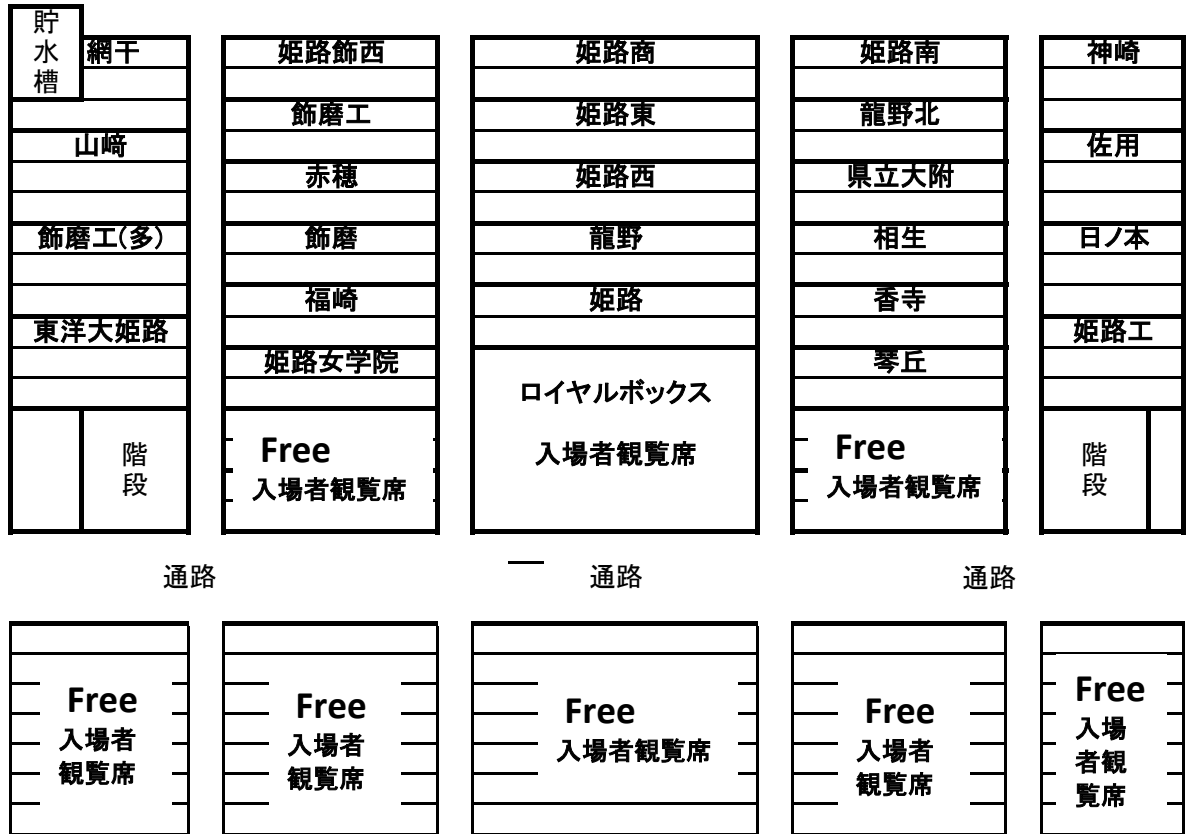 貯水槽
網干 姫路飾西 姫路商 姫路南 神崎
飾磨工 姫路東 龍野北
山﨑 佐用
赤穂 姫路西 県立大附
飾磨工(多) 飾磨 龍野 相生 日ノ本
福崎 姫路 香寺
東洋大姫路 姫路工
姫路女学院 琴丘
ロイヤルボックス
入場者観覧席
階段
Free
入場者観覧席
Free
入場者観覧席
階段
通路 通路 通路
Free
入場者
観覧席
Free
入場者
観覧席
Free
入場者観覧席
Free
入場者
観覧席
Free
入場
者観
覧席